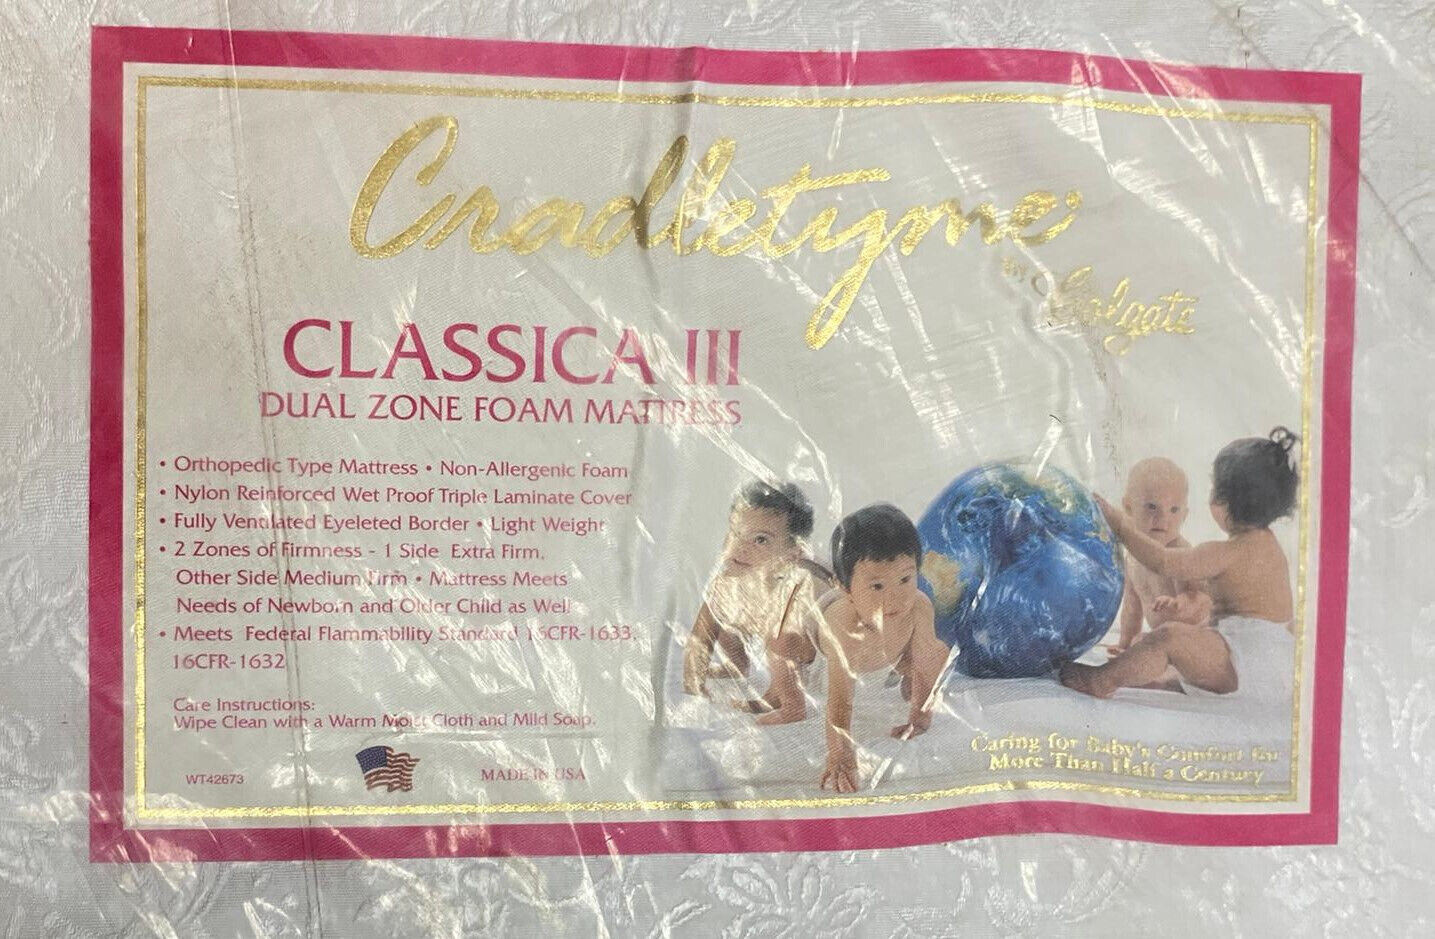 Cradletyme
BY Colgate
CLASSICA III
DUAL ZONE FOAM MATTRESS
• Orthopedic Type Mattress • Non-Allergenic Foam
• Nylon Reinforced Wet Proof Triple Laminate Cover
• Fully Ventilated Eyeleted Border • Light Weight
• 2 Zones of Firmness - 1 Side Extra Firm,
Other Side Medium Firm • Mattress Meets
Needs of Newborn and Older Child as Well
• Meets Federal Flammability Standard 16CFR-1633,
16CFR-1632
Care Instructions:
Wipe Clean with a Warm Moist Cloth and Mild Soap.
WT42673
MADE IN USA
Caring for Baby's Comfort for
More Than Half a Century